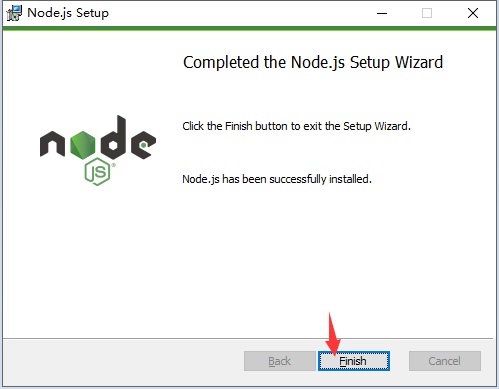 Node.js Setup
Completed the Node.js Setup Wizard
Click the Finish button to exit the Setup Wizard.
node
JS
Node.js has been successfully installed.
Back
Finish
Cancel